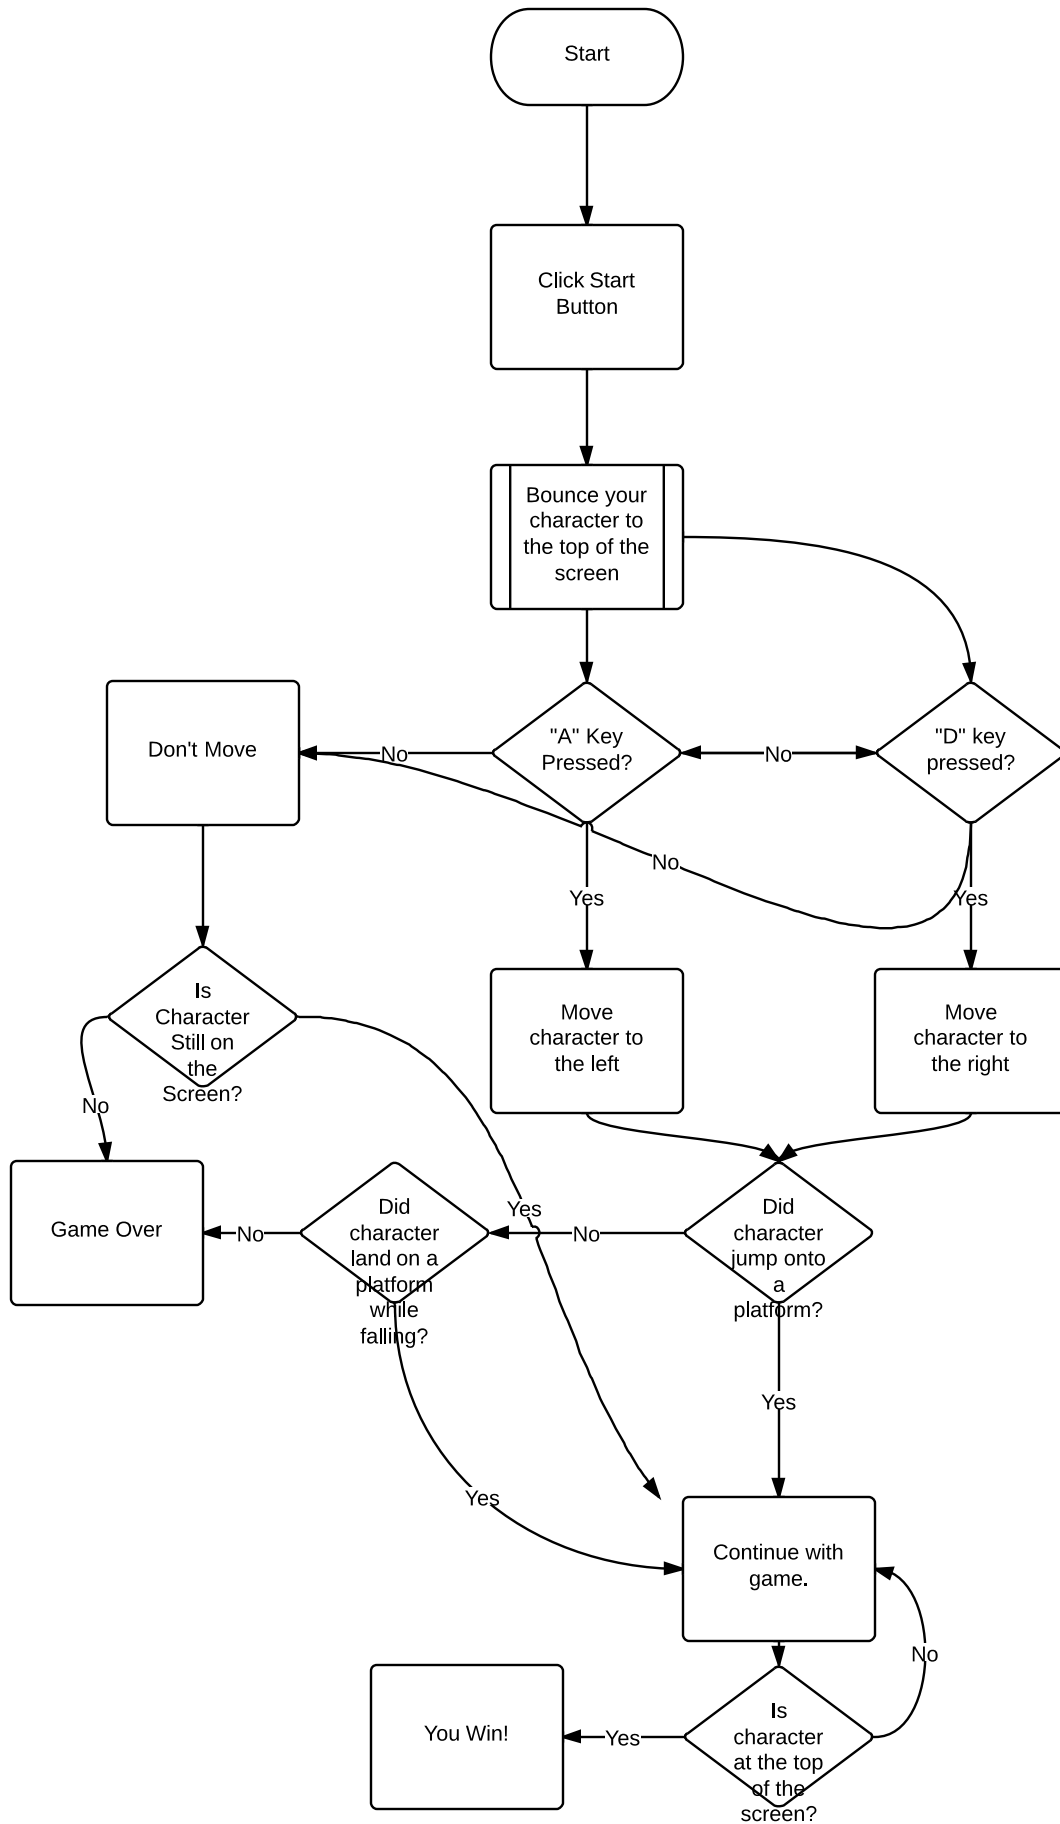 Start
Click Start
Button
Bounce your
character to
the top of the
screen
Don't Move
No
"A" Key
Pressed?
No
"D" key
pressed?
No
Yes
Yes
Is
Character
Still on
the
Screen?
Move
character to
the left
Move
character to
the right
No
Game Over
No
Did
character
land on a
platform
while
falling?
Yes
No
Did
character
jump onto
a
platform?
Yes
Yes
Continue with
game.
No
You Win!
Yes
Is
character
at the top
of the
screen?